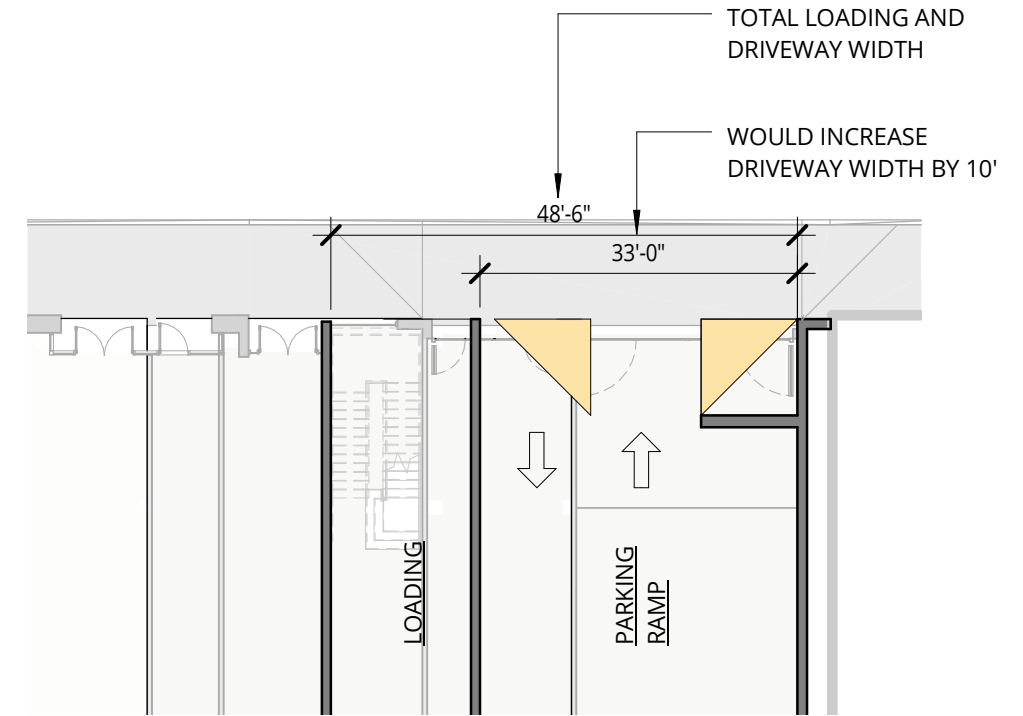 TOTAL LOADING AND
DRIVEWAY WIDTH
WOULD INCREASE
DRIVEWAY WIDTH BY 10'
48'-6"
33'-0"
LOADING
PARKING
RAMP